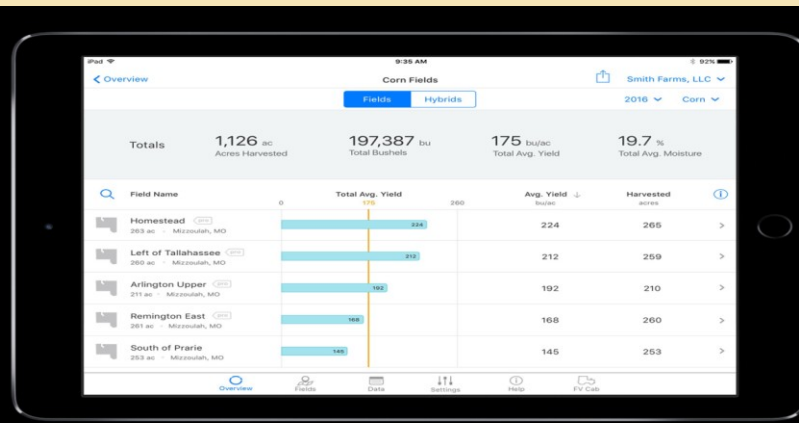 iPad 9:35 AM 92%
Overview Corn Fields Smith Farms, LLC
Fields Hybrids 2016 Corn
Totals 1,126 ac 197,387 bu 175 bu/ac 19.7 %
Acres Harvested Total Bushels Total Avg. Yield Total Avg. Moisture
Field Name Total Avg. Yield Avg. Yield Harvested
0 175 260 bu/ac acres
Homestead pro 224 224 265
263 ac Mizzoulah, MO
Left of Tallahassee pro 212 212 259
260 ac Mizzoulah, MO
Arlington Upper pro 192 192 210
211 ac Mizzoulah, MO
Remington East pro 168 168 260
261 ac Mizzoulah, MO
South of Prarie 145 145 253
253 ac Mizzoulah, MO
Overview Fields Data Settings Help FV Cab